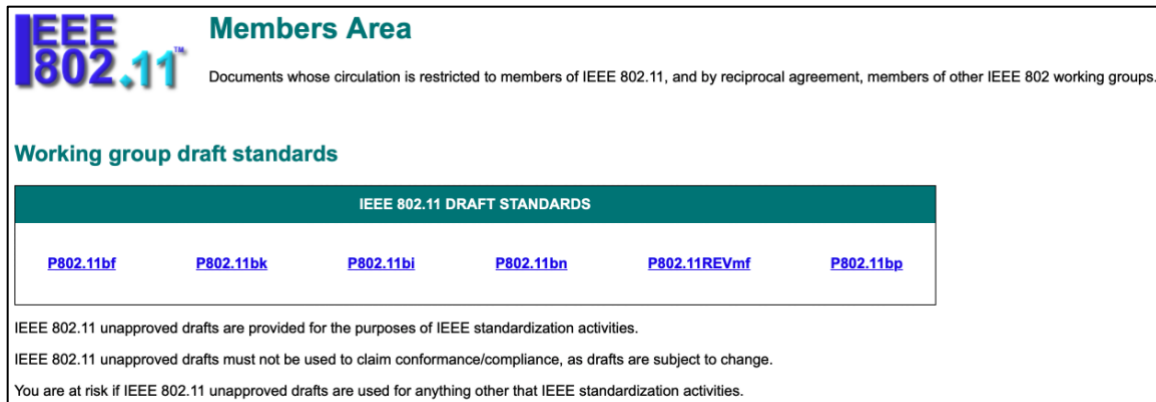 IEEE 802.11™
Members Area
Documents whose circulation is restricted to members of IEEE 802.11, and by reciprocal agreement, members of other IEEE 802 working groups.
Working group draft standards
IEEE 802.11 DRAFT STANDARDS
P802.11bf P802.11bk P802.11bi P802.11bn P802.11REVmf P802.11bp
IEEE 802.11 unapproved drafts are provided for the purposes of IEEE standardization activities.
IEEE 802.11 unapproved drafts must not be used to claim conformance/compliance, as drafts are subject to change.
You are at risk if IEEE 802.11 unapproved drafts are used for anything other that IEEE standardization activities.